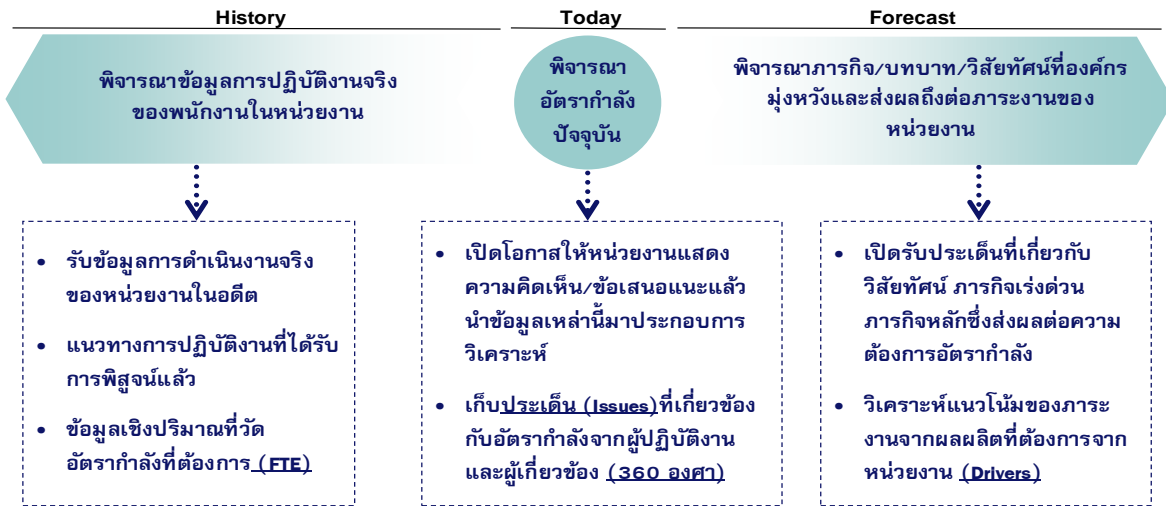 History
Today
Forecast
พิจารณาข้อมูลการปฏิบัติงานจริง
ของพนักงานในหน่วยงาน
พิจารณา
อัตรากำลัง
ปัจจุบัน
พิจารณาภารกิจ/บทบาท/วิสัยทัศน์ที่องค์กร
มุ่งหวังและส่งผลถึงต่อภาระงานของ
หน่วยงาน
• รับข้อมูลการดำเนินงานจริง
ของหน่วยงานในอดีต
• แนวทางการปฏิบัติงานที่ได้รับ
การพิสูจน์แล้ว
• ข้อมูลเชิงปริมาณที่วัด
อัตรากำลังที่ต้องการ (FTE)
• เปิดโอกาสให้หน่วยงานแสดง
ความคิดเห็น/ข้อเสนอแนะแล้ว
นำข้อมูลเหล่านี้มาประกอบการ
วิเคราะห์
• เก็บประเด็น (Issues)ที่เกี่ยวข้อง
กับอัตรากำลังจากผู้ปฏิบัติงาน
และผู้เกี่ยวข้อง (360 องศา)
• เปิดรับประเด็นที่เกี่ยวกับ
วิสัยทัศน์ ภารกิจเร่งด่วน
ภารกิจหลักซึ่งส่งผลต่อความ
ต้องการอัตรากำลัง
• วิเคราะห์แนวโน้มของภาระ
งานจากผลผลิตที่ต้องการจาก
หน่วยงาน (Drivers)